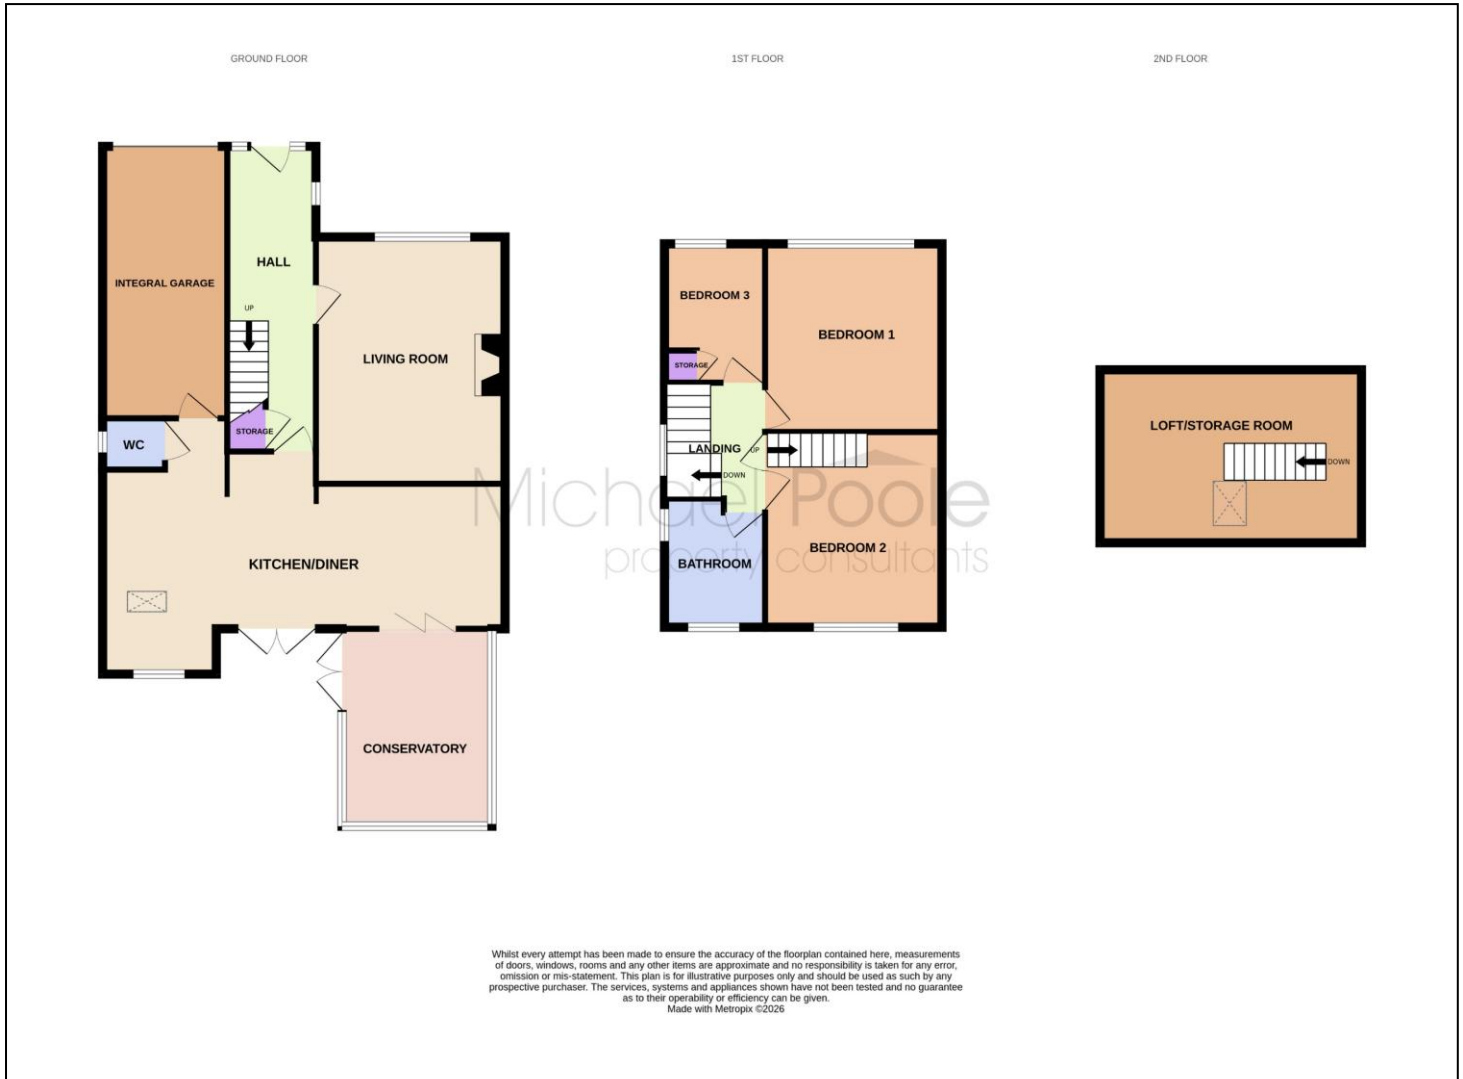 GROUND FLOOR
1ST FLOOR
2ND FLOOR
INTEGRAL GARAGE
HALL
UP
LIVING ROOM
STORAGE
WC
KITCHEN/DINER
CONSERVATORY
BEDROOM 3
BEDROOM 1
STORAGE
LANDING
UP
DOWN
BEDROOM 2
BATHROOM
LOFT/STORAGE ROOM
DOWN
Michael Poole
property consultants
Whilst every attempt has been made to ensure the accuracy of the floorplan contained here, measurements
of doors, windows, rooms and any other items are approximate and no responsibility is taken for any error,
omission or mis-statement. This plan is for illustrative purposes only and should be used as such by any
prospective purchaser. The services, systems and appliances shown have not been tested and no guarantee
as to their operability or efficiency can be given.
Made with Metropix ©2026